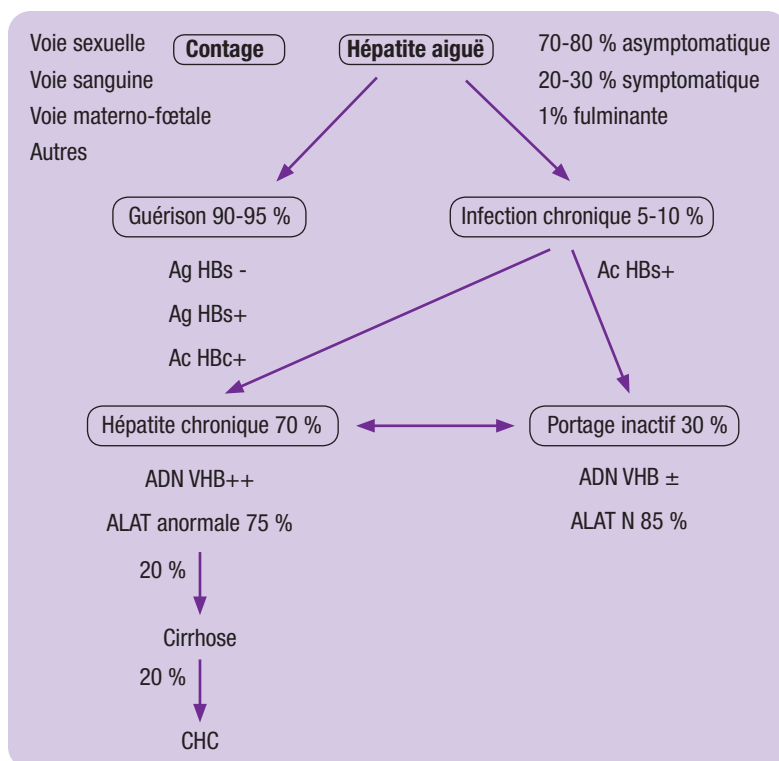 Voie sexuelle
Voie sanguine
Voie materno-fœtale
Autres
Contage
Hépatite aiguë
70-80 % asymptomatique
20-30 % symptomatique
1% fulminante
Guérison 90-95 %
Infection chronique 5-10 %
Ag HBs -
Ag HBs+
Ac HBc+
Ac HBs+
Hépatite chronique 70 %
Portage inactif 30 %
ADN VHB++
ALAT anormale 75 %
ADN VHB ±
ALAT N 85 %
20 %
Cirrhose
20 %
CHC